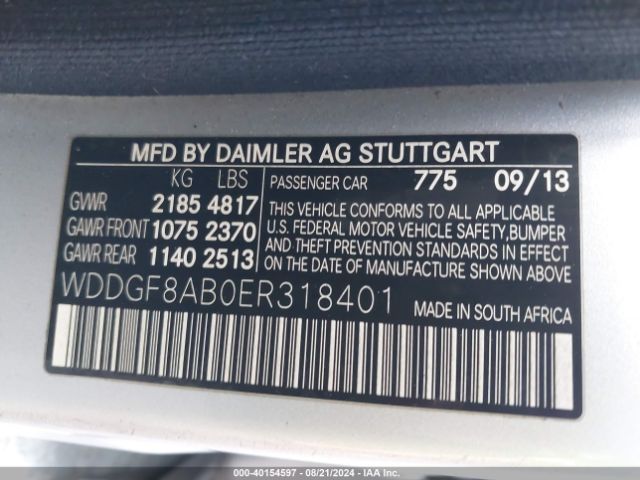 MFD BY DAIMLER AG STUTTGART
KG LBS
GVWR 2185 4817
GAWR FRONT 1075 2370
GAWR REAR 1140 2513
PASSENGER CAR 775 09/13
THIS VEHICLE CONFORMS TO ALL APPLICABLE
U.S. FEDERAL MOTOR VEHICLE SAFETY,BUMPER
AND THEFT PREVENTION STANDARDS IN EFFECT
ON THE DATE OF MANUFACTURE SHOWN ABOVE.
WDDGF8AB0ER318401
MADE IN SOUTH AFRICA
000-40154597 - 08/21/2024 - IAA, Inc.